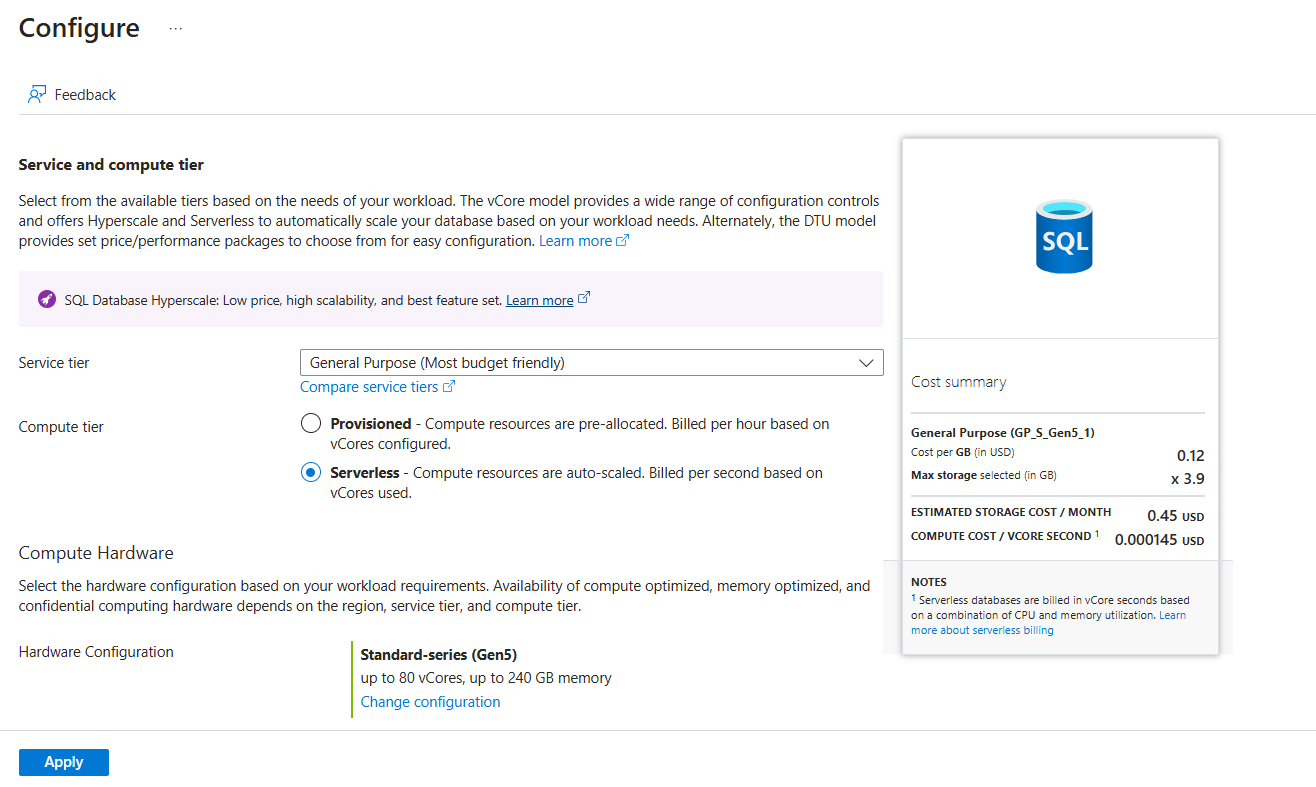 Configure ...
Feedback
Service and compute tier
Select from the available tiers based on the needs of your workload. The vCore model provides a wide range of configuration controls
and offers Hyperscale and Serverless to automatically scale your database based on your workload needs. Alternately, the DTU model
provides set price/performance packages to choose from for easy configuration. Learn more
SQL Database Hyperscale: Low price, high scalability, and best feature set. Learn more
Service tier
General Purpose (Most budget friendly)
Compare service tiers
Compute tier
Provisioned - Compute resources are pre-allocated. Billed per hour based on
vCores configured.
Serverless - Compute resources are auto-scaled. Billed per second based on
vCores used.
Compute Hardware
Select the hardware configuration based on your workload requirements. Availability of compute optimized, memory optimized, and
confidential computing hardware depends on the region, service tier, and compute tier.
Hardware Configuration
Standard-series (Gen5)
up to 80 vCores, up to 240 GB memory
Change configuration
Apply
SQL
Cost summary
General Purpose (GP_S_Gen5_1)
Cost per GB (in USD) 0.12
Max storage selected (in GB) x 3.9
ESTIMATED STORAGE COST / MONTH 0.45 USD
COMPUTE COST / VCORE SECOND 1 0.000145 USD
NOTES
1 Serverless databases are billed in vCore seconds based
on a combination of CPU and memory utilization. Learn
more about serverless billing